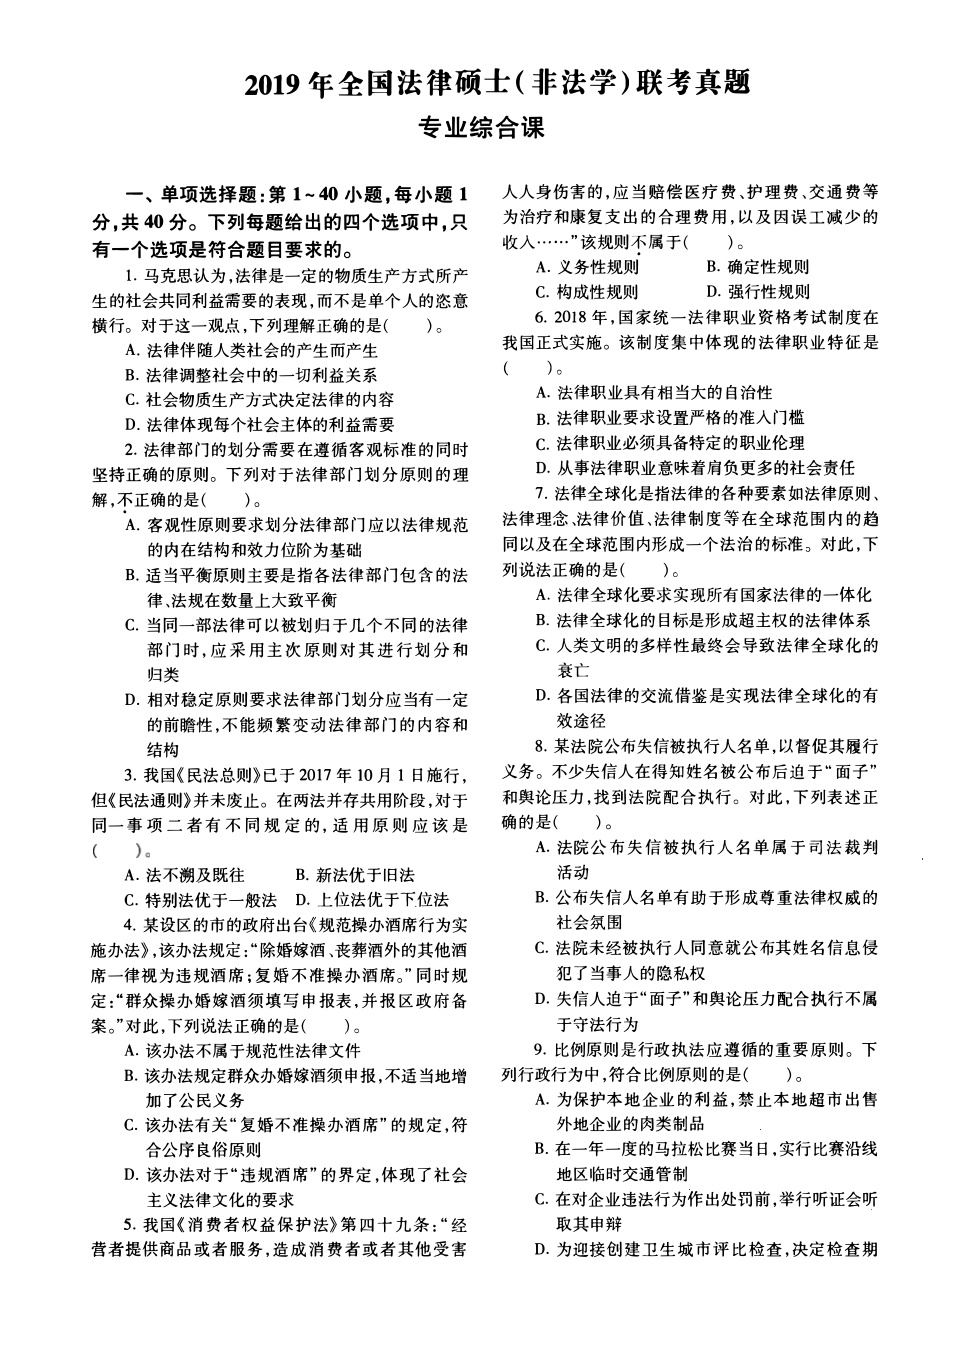 2019 年全国法律硕士(非法学)联考真题
专业综合课
一、单项选择题:第 1~40 小题,每小题 1
分,共 40 分。下列每题给出的四个选项中,只
有一个选项是符合题目要求的。
1. 马克思认为,法律是一定的物质生产方式所产
生的社会共同利益需要的表现,而不是单个人的恣意
横行。对于这一观点,下列理解正确的是(  )。
A. 法律伴随人类社会的产生而产生
B. 法律调整社会中的一切利益关系
C. 社会物质生产方式决定法律的内容
D. 法律体现每个社会主体的利益需要
2. 法律部门的划分需要在遵循客观标准的同时
坚持正确的原则。下列对于法律部门划分原则的理
解,不正确的是(  )。
A. 客观性原则要求划分法律部门应以法律规范
的内在结构和效力位阶为基础
B. 适当平衡原则主要是指各法律部门包含的法
律、法规在数量上大致平衡
C. 当同一部法律可以被划归于几个不同的法律
部门时,应采用主次原则对其进行划分和
归类
D. 相对稳定原则要求法律部门划分应当有一定
的前瞻性,不能频繁变动法律部门的内容和
结构
3. 我国《民法总则》已于 2017 年 10 月 1 日施行,
但《民法通则》并未废止。在两法并存共用阶段,对于
同一事项二者有不同规定的,适用原则应该是
(  )。
A. 法不溯及既往 B. 新法优于旧法
C. 特别法优于一般法 D. 上位法优于下位法
4. 某设区的市的政府出台《规范操办酒席行为实
施办法》,该办法规定:“除婚嫁酒、丧葬酒外的其他酒
席一律视为违规酒席;复婚不准操办酒席。”同时规
定:“群众操办婚嫁酒须填写申报表,并报区政府备
案。”对此,下列说法正确的是(  )。
A. 该办法不属于规范性法律文件
B. 该办法规定群众办婚嫁酒须申报,不适当地增
加了公民义务
C. 该办法有关“复婚不准操办酒席”的规定,符
合公序良俗原则
D. 该办法对于“违规酒席”的界定,体现了社会
主义法律文化的要求
5. 我国《消费者权益保护法》第四十九条:“经
营者提供商品或者服务,造成消费者或者其他受害
人人身伤害的,应当赔偿医疗费、护理费、交通费等
为治疗和康复支出的合理费用,以及因误工减少的
收入……”该规则不属于(  )。
A. 义务性规则 B. 确定性规则
C. 构成性规则 D. 强行性规则
6. 2018 年,国家统一法律职业资格考试制度在
我国正式实施。该制度集中体现的法律职业特征是
(  )。
A. 法律职业具有相当大的自治性
B. 法律职业要求设置严格的准入门槛
C. 法律职业必须具备特定的职业伦理
D. 从事法律职业意味着肩负更多的社会责任
7. 法律全球化是指法律的各种要素如法律原则、
法律理念、法律价值、法律制度等在全球范围内的趋
同以及在全球范围内形成一个法治的标准。对此,下
列说法正确的是(  )。
A. 法律全球化要求实现所有国家法律的一体化
B. 法律全球化的目标是形成超主权的法律体系
C. 人类文明的多样性最终会导致法律全球化的
衰亡
D. 各国法律的交流借鉴是实现法律全球化的有
效途径
8. 某法院公布失信被执行人名单,以督促其履行
义务。不少失信人在得知姓名被公布后迫于“面子”
和舆论压力,找到法院配合执行。对此,下列表述正
确的是(  )。
A. 法院公布失信被执行人名单属于司法裁判
活动
B. 公布失信人名单有助于形成尊重法律权威的
社会氛围
C. 法院未经被执行人同意就公布其姓名信息侵
犯了当事人的隐私权
D. 失信人迫于“面子”和舆论压力配合执行不属
于守法行为
9. 比例原则是行政执法应遵循的重要原则。下
列行政行为中,符合比例原则的是(  )。
A. 为保护本地企业的利益,禁止本地超市出售
外地企业的肉类制品
B. 在一年一度的马拉松比赛当日,实行比赛沿线
地区临时交通管制
C. 在对企业违法行为作出处罚前,举行听证会听
取其申辩
D. 为迎接创建卫生城市评比检查,决定检查期